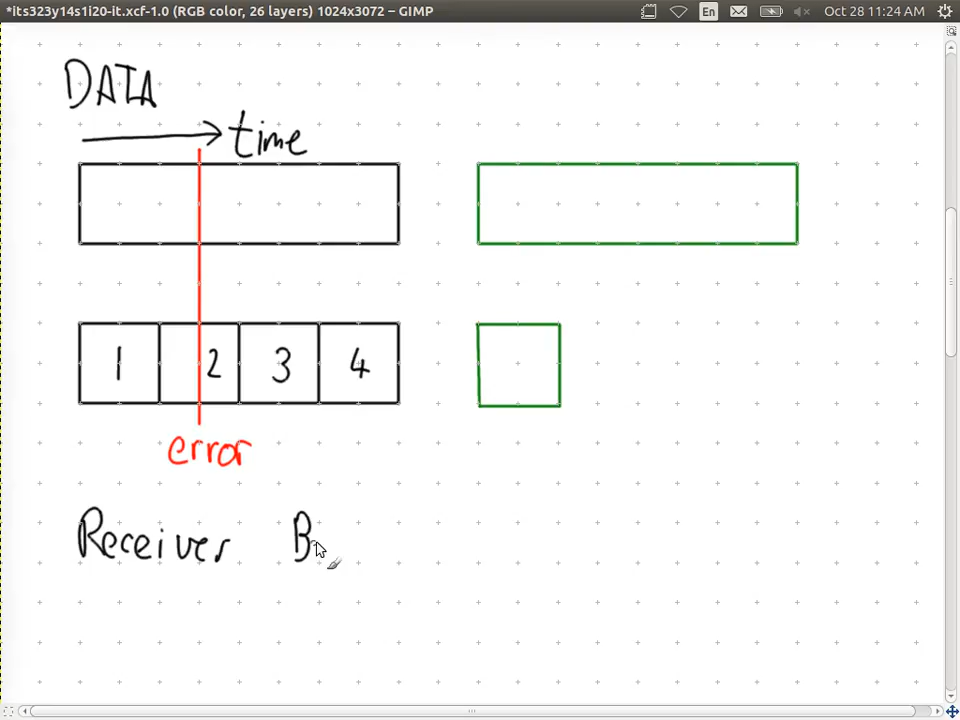 *its323y14s1i20-it.xcf-1.0 (RGB color, 26 layers) 1024x3072 – GIMP
En
Oct 28 11:24 AM
DATA
time
1 2 3 4
error
Receiver B